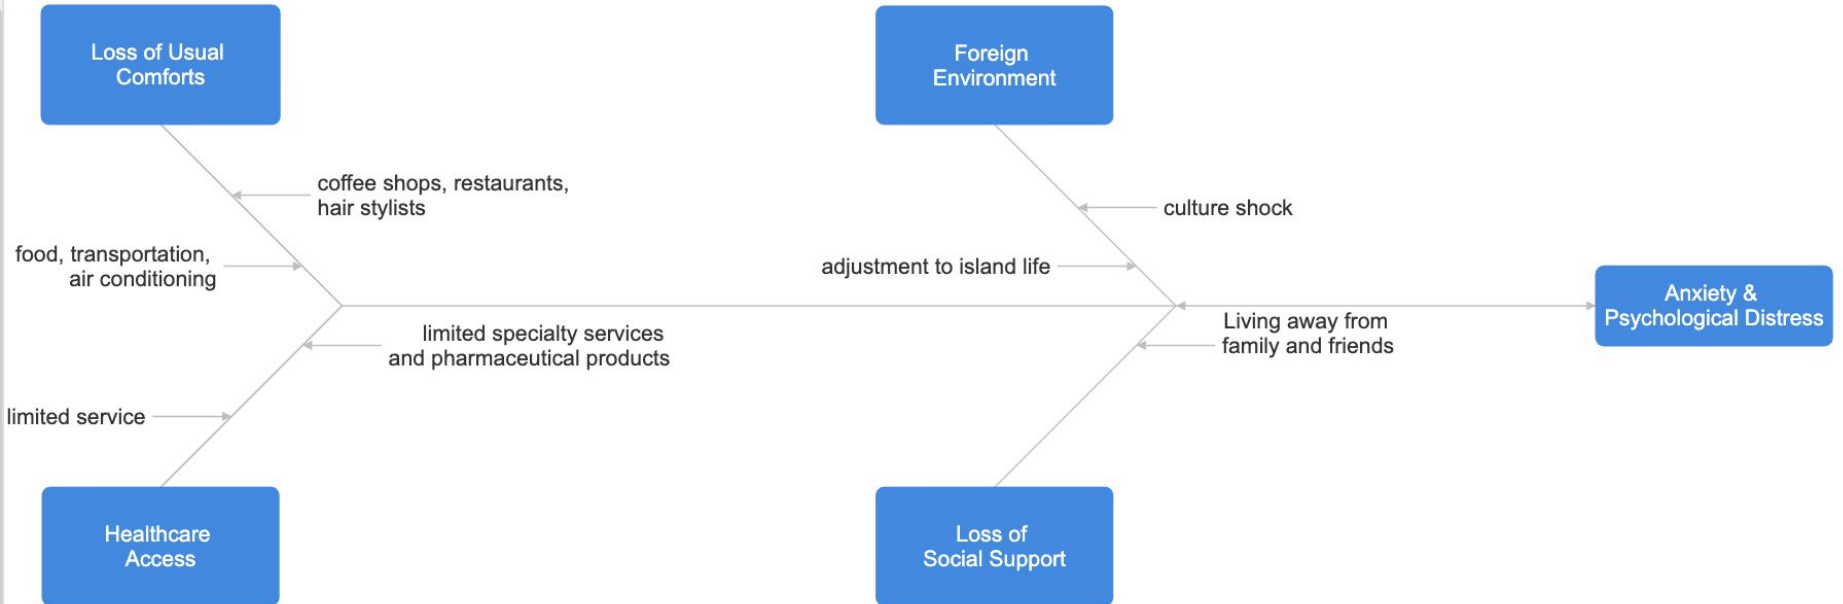 Loss of Usual
Comforts
Foreign
Environment
coffee shops, restaurants,
hair stylists
culture shock
food, transportation,
air conditioning
adjustment to island life
Anxiety &
Psychological Distress
limited specialty services
and pharmaceutical products
Living away from
family and friends
limited service
Healthcare
Access
Loss of
Social Support